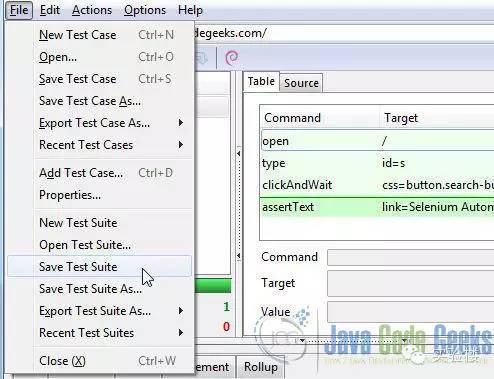 File Edit Actions Options Help
New Test Case Ctrl+N
Open... Ctrl+O
Save Test Case Ctrl+S
Save Test Case As...
Export Test Case As...
Recent Test Cases
Add Test Case... Ctrl+D
Properties...
New Test Suite
Open Test Suite...
Save Test Suite
Save Test Suite As...
Export Test Suite As...
Recent Test Suites
Close (X) Ctrl+W
degeeks.com/
Table Source
Command Target
open /
type id=s
clickAndWait css=button.search-bu
assertText link=Selenium Autom
Command
Target
Value
1
0
Rollup
Java Code Geeks
实验楼